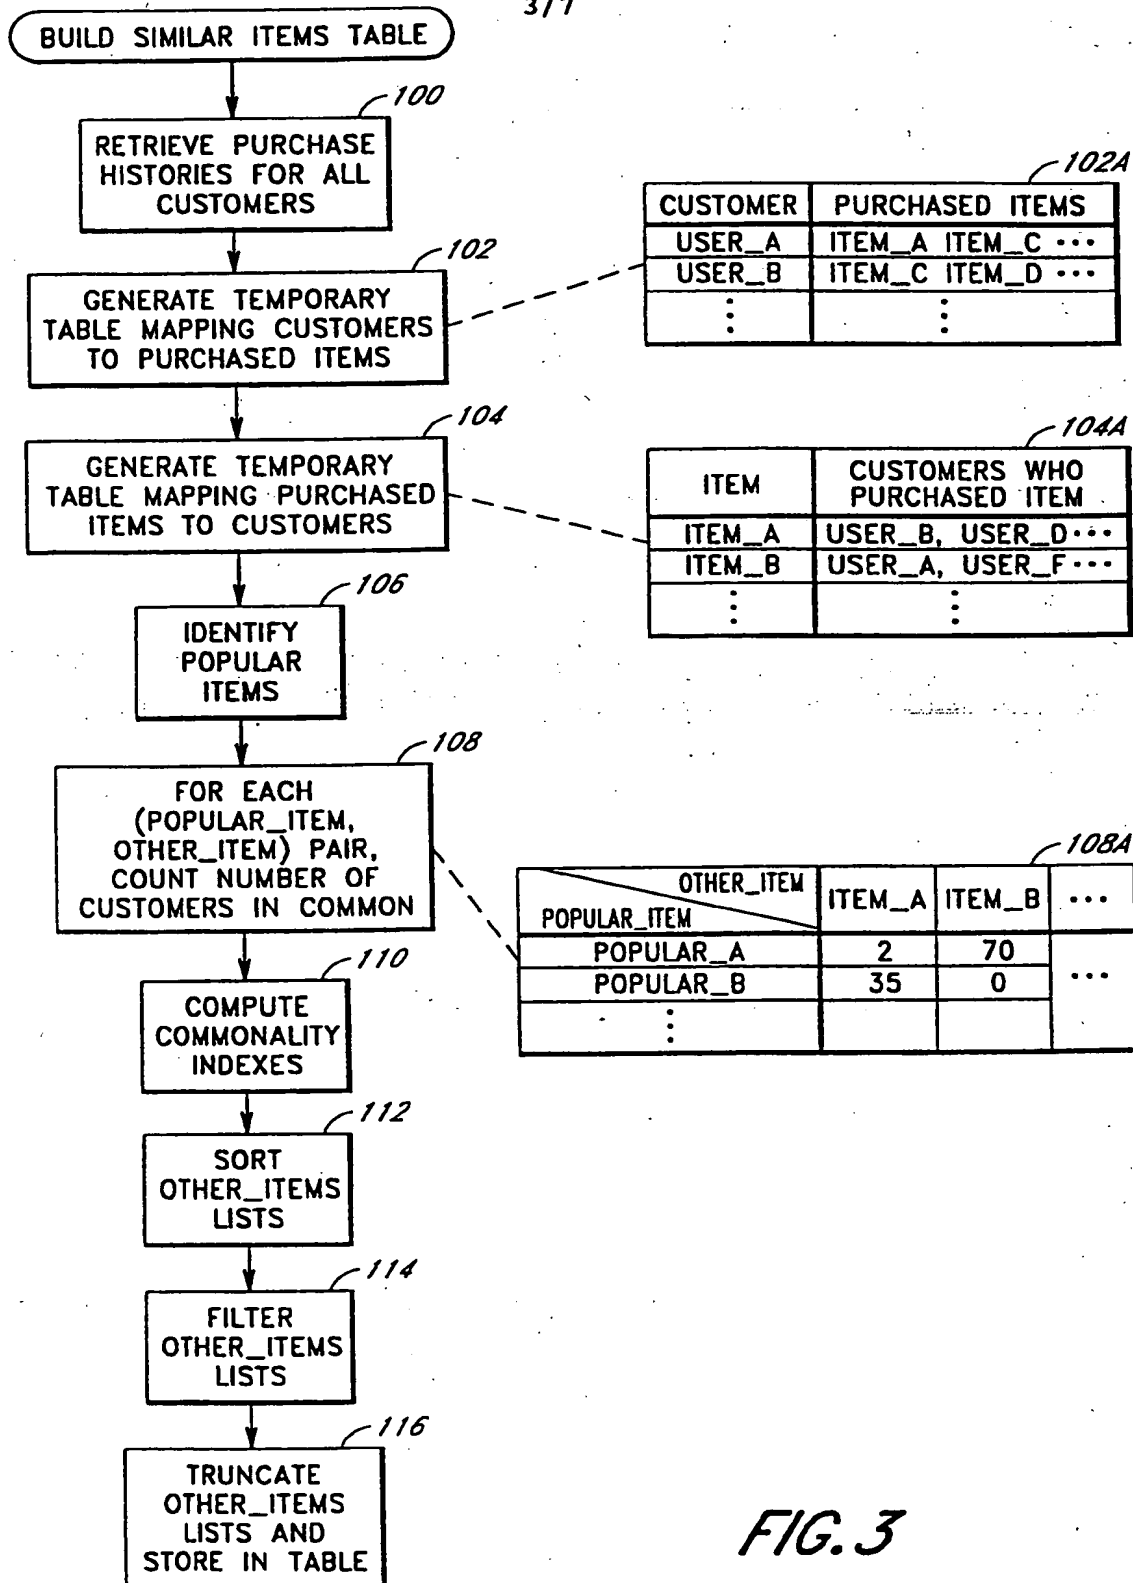 3/7
BUILD SIMILAR ITEMS TABLE
100
RETRIEVE PURCHASE
HISTORIES FOR ALL
CUSTOMERS
102
GENERATE TEMPORARY
TABLE MAPPING CUSTOMERS
TO PURCHASED ITEMS
102A
CUSTOMER PURCHASED ITEMS
USER_A ITEM_A ITEM_C •••
USER_B ITEM_C ITEM_D •••
104
GENERATE TEMPORARY
TABLE MAPPING PURCHASED
ITEMS TO CUSTOMERS
104A
ITEM CUSTOMERS WHO
PURCHASED ITEM
ITEM_A USER_B, USER_D •••
ITEM_B USER_A, USER_F •••
106
IDENTIFY
POPULAR
ITEMS
108
FOR EACH
(POPULAR_ITEM,
OTHER_ITEM) PAIR,
COUNT NUMBER OF
CUSTOMERS IN COMMON
108A
OTHER_ITEM ITEM_A ITEM_B •••
POPULAR_ITEM
POPULAR_A 2 70
POPULAR_B 35 0 •••
110
COMPUTE
COMMONALITY
INDEXES
112
SORT
OTHER_ITEMS
LISTS
114
FILTER
OTHER_ITEMS
LISTS
116
TRUNCATE
OTHER_ITEMS
LISTS AND
STORE IN TABLE
FIG. 3